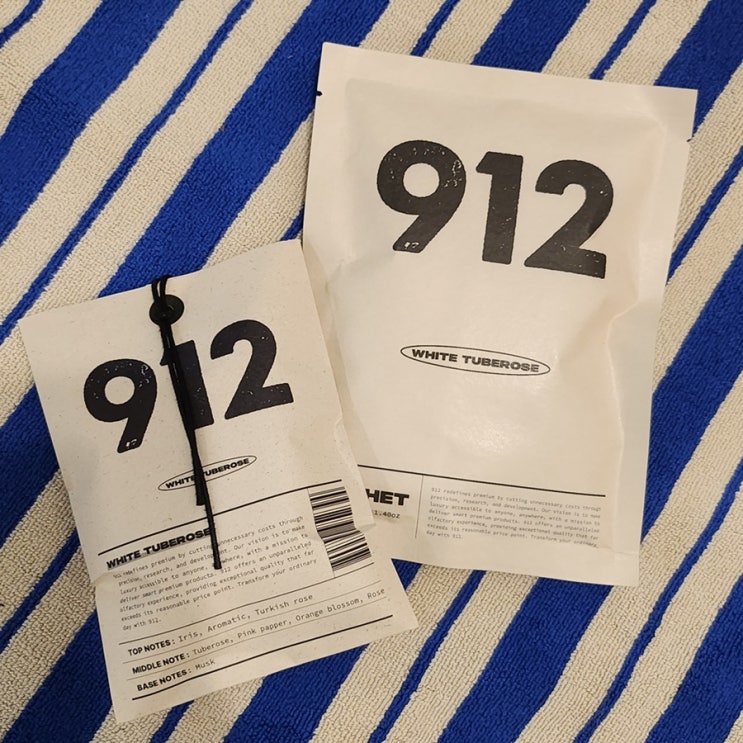 912
WHITE TUBEROSE
HET
1.48oz
912 redefines premium by cutting unnecessary costs through
precision, research, and development. Our vision is to make
luxury accessible to anyone, anywhere, with a mission to
deliver smart premium products. 912 offers an unparalleled
olfactory experience, providing exceptional quality that far
exceeds its reasonable price point. Transform your ordinary
day with 912.
912
WHITE TUBEROSE
WHITE TUBEROSE
912 redefines premium by cutting unnecessary costs through
precision, research, and development. Our vision is to make
luxury accessible to anyone, anywhere, with a mission to
deliver smart premium products. 912 offers an unparalleled
olfactory experience, providing exceptional quality that far
exceeds its reasonable price point. Transform your ordinary
day with 912.
TOP NOTES: Iris, Aromatic, Turkish rose
MIDDLE NOTE: Tuberose, Pink papper, Orange blossom, Rose
BASE NOTES: Musk